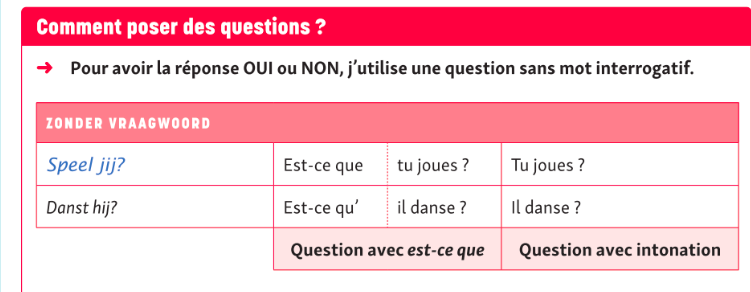 Comment poser des questions ?
→ Pour avoir la réponse OUI ou NON, j’utilise une question sans mot interrogatif.
ZONDER VRAAGWOORD
Speel jij? Est-ce que tu joues ? Tu joues ?
Danst hij? Est-ce qu’ il danse ? Il danse ?
Question avec est-ce que Question avec intonation